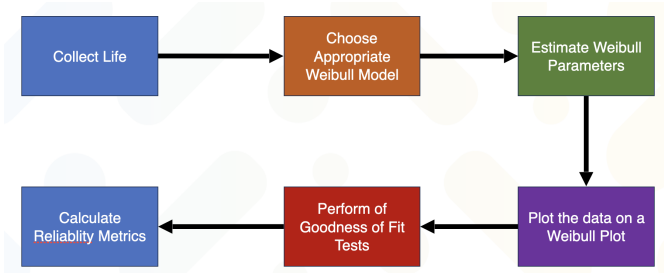 Collect Life
Choose
Appropriate
Weibull Model
Estimate Weibull
Parameters
Plot the data on a
Weibull Plot
Perform of
Goodness of Fit
Tests
Calculate
Reliablity Metrics